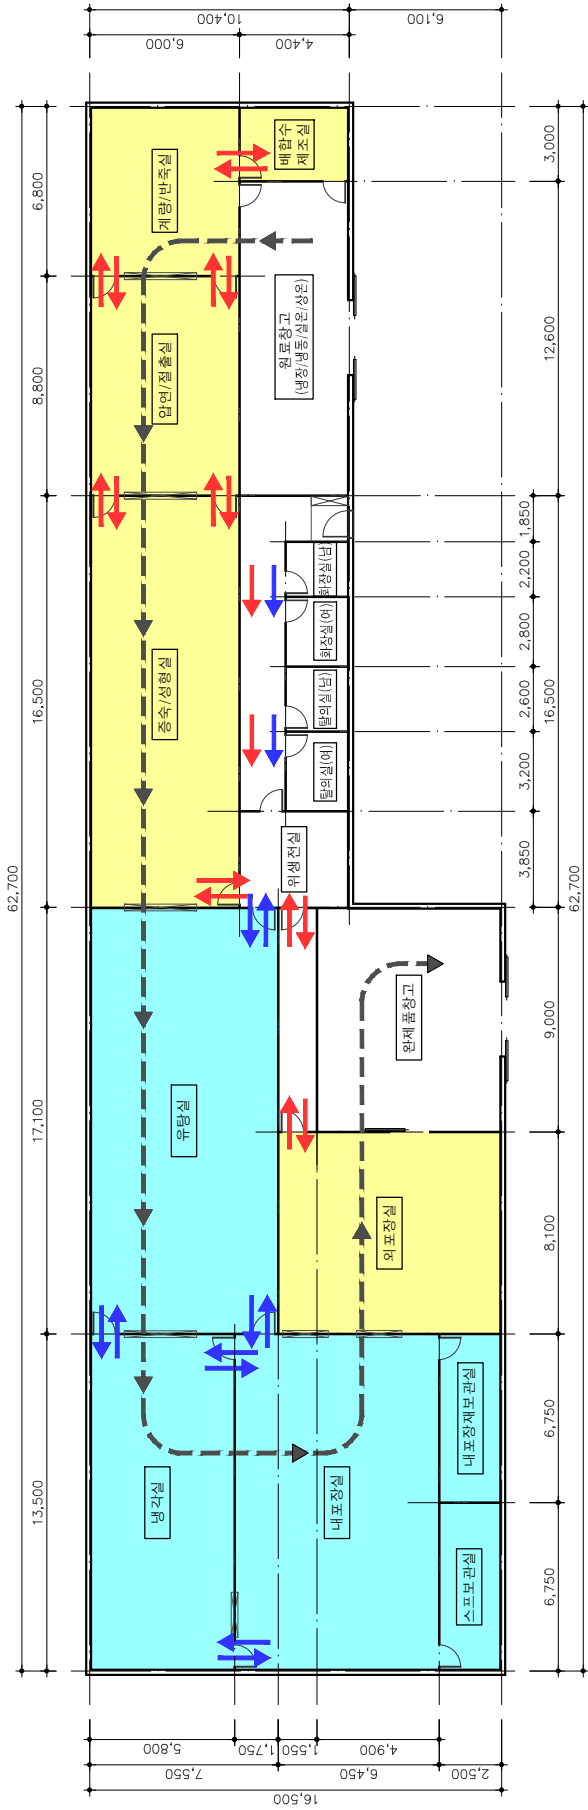 10,400
6,000
4,400
6,100
6,800
8,800
16,500
17,100
13,500
62,700
3,000
12,600
1,850
2,200
2,800
2,600
3,200
3,850
16,500
9,000
8,100
6,750
6,750
62,700
계량/반죽실
배합수
제조실
원료창고
(냉장/냉동/실온/상온)
압연/절출실
증숙/성형실
화장실(남)
화장실(여)
탈의실(남)
탈의실(여)
위생전실
유탕실
완제품창고
외포장실
냉각실
내포장실
내포장재보관실
스프보관실
5,800
1,750
1,550
4,900
7,550
6,450
2,500
16,500